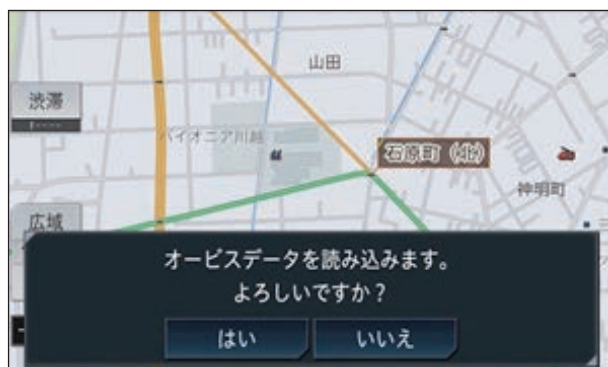 山田
渋滞
パイオニア川越
石原町(北)
神明町
広域
オービスデータを読み込みます。
よろしいですか?
はい
いいえ